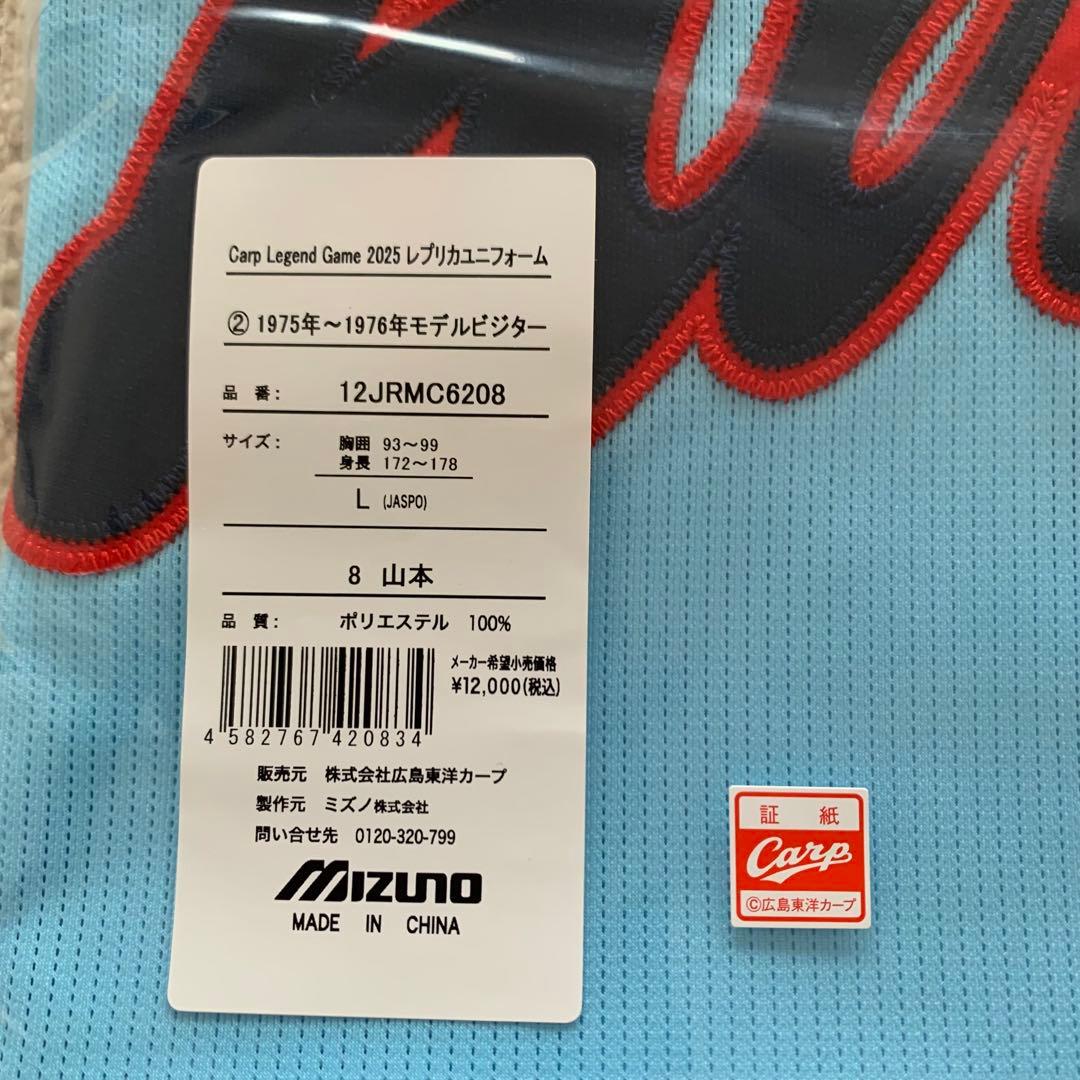 Carp Legend Game 2025 レプリカユニフォーム
② 1975年～1976年モデルビジター
品 番: 12JRMC6208
サイズ: 胸囲 93～99
身長 172～178
L (JASPO)
8 山本
品 質: ポリエステル 100%
メーカー希望小売価格
¥12,000(税込)
4 582767 420834
販売元 株式会社広島東洋カープ
製作元 ミズノ株式会社
問い合せ先 0120-320-799
MIZUNO
MADE IN CHINA
証 紙
Carp
©広島東洋カープ